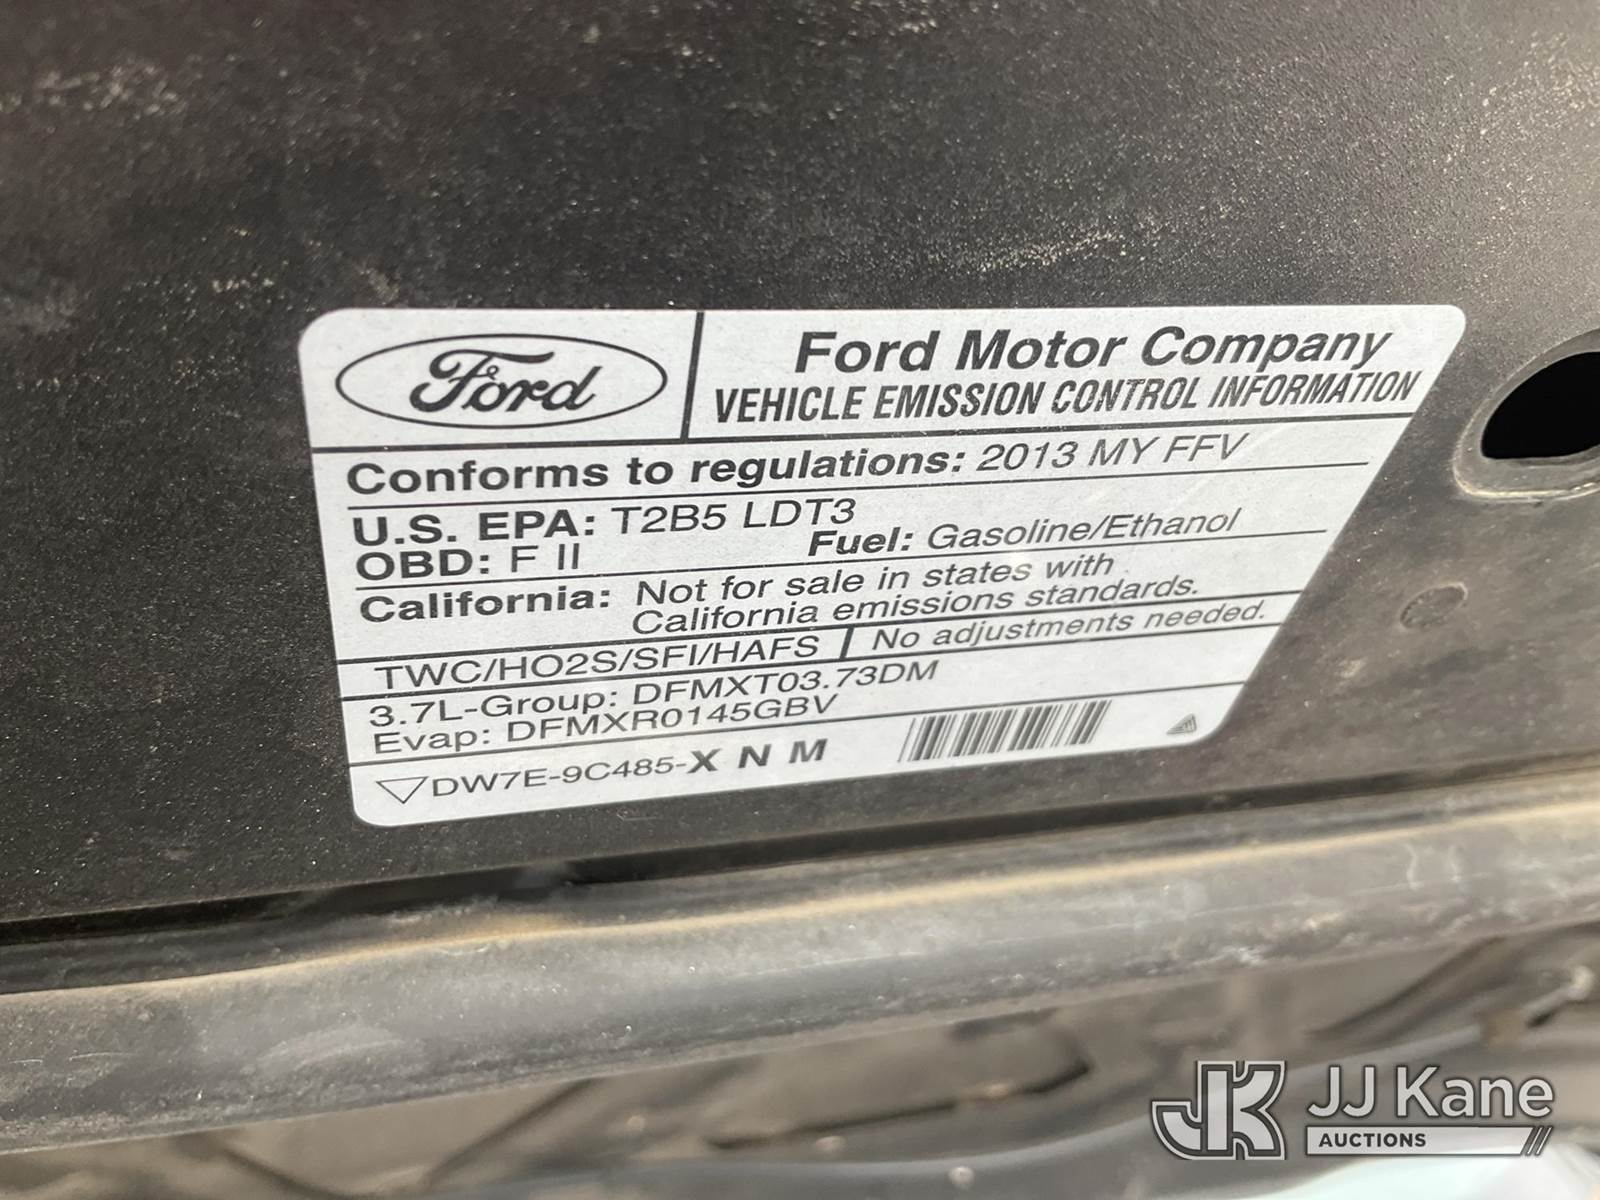 Ford
Ford Motor Company
VEHICLE EMISSION CONTROL INFORMATION
Conforms to regulations: 2013 MY FFV
U.S. EPA: T2B5 LDT3
OBD: F II
Fuel: Gasoline/Ethanol
California: Not for sale in states with
California emissions standards.
TWC/HO2S/SFI/HAFS
No adjustments needed.
3.7L-Group: DFMXT03.73DM
Evap: DFMXR0145GBV
DW7E-9C485-X N M
JK
JJ Kane
AUCTIONS